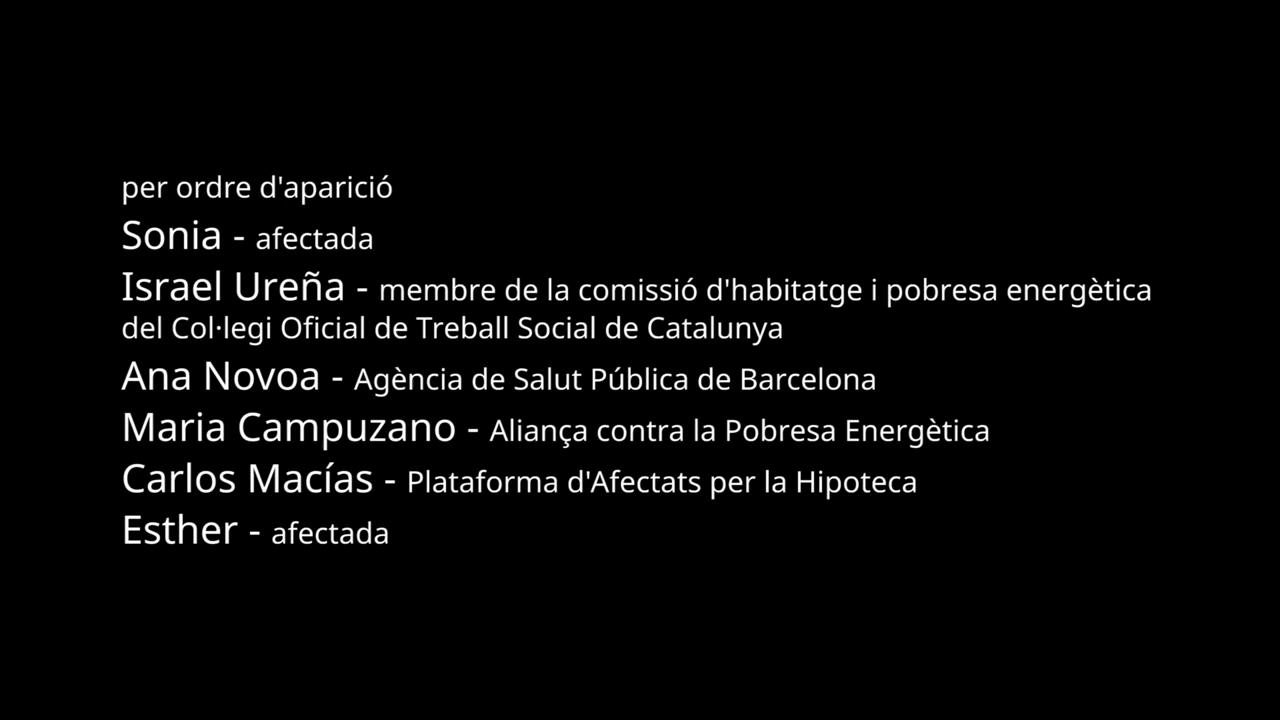 per ordre d'aparició
Sonia - afectada
Israel Ureña - membre de la comissió d'habitatge i pobresa energètica
del Col·legi Oficial de Treball Social de Catalunya
Ana Novoa - Agència de Salut Pública de Barcelona
Maria Campuzano - Aliança contra la Pobresa Energètica
Carlos Macías - Plataforma d'Afectats per la Hipoteca
Esther - afectada